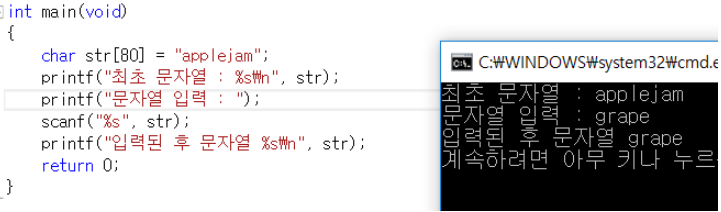 int main(void)
{
char str[80] = "applejam";
printf("최초 문자열 : %s₩n", str);
printf("문자열 입력 : ");
scanf("%s", str);
printf("입력된 후 문자열 %s₩n", str);
return 0;
}
C:₩WINDOWS₩system32₩cmd.e
최초 문자열 : applejam
문자열 입력 : grape
입력된 후 문자열 grape
계속하려면 아무 키나 누르